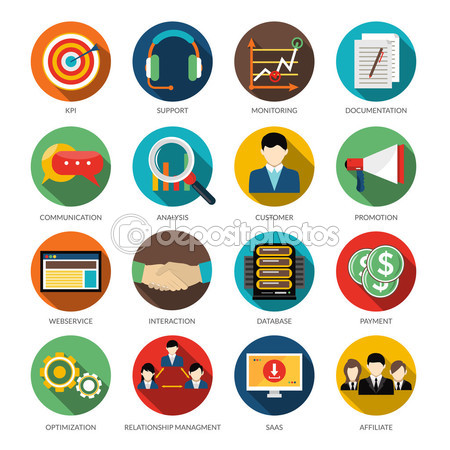 KPI SUPPORT MONITORING DOCUMENTATION
COMMUNICATION ANALYSIS CUSTOMER PROMOTION
depositphotos
WEBSERVICE INTERACTION DATABASE PAYMENT
$
$
OPTIMIZATION RELATIONSHIP MANAGMENT SAAS AFFILIATE